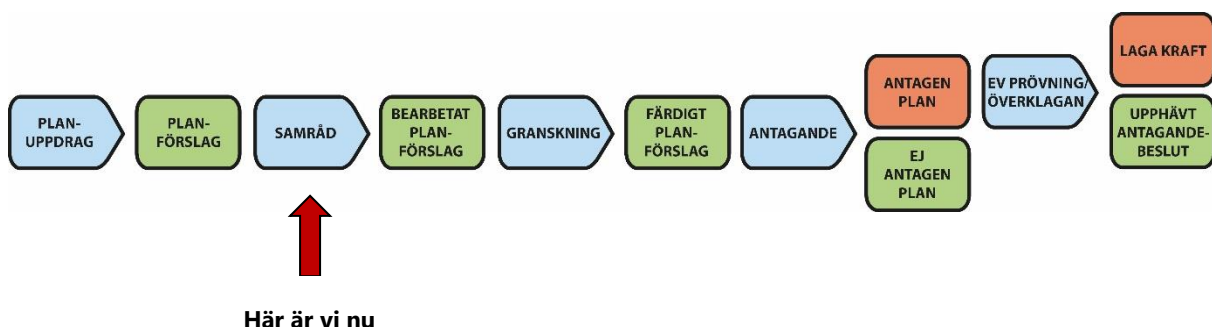 PLAN-
UPPDRAG
PLAN-
FÖRSLAG
SAMRÅD
BEARBETAT
PLAN-
FÖRSLAG
GRANSKNING
FÄRDIGT
PLAN-
FÖRSLAG
ANTAGANDE
ANTAGEN
PLAN
EJ
ANTAGEN
PLAN
EV PRÖVNING/
ÖVERKLAGAN
LAGA KRAFT
UPPHÄVT
ANTAGANDE-
BESLUT
Här är vi nu